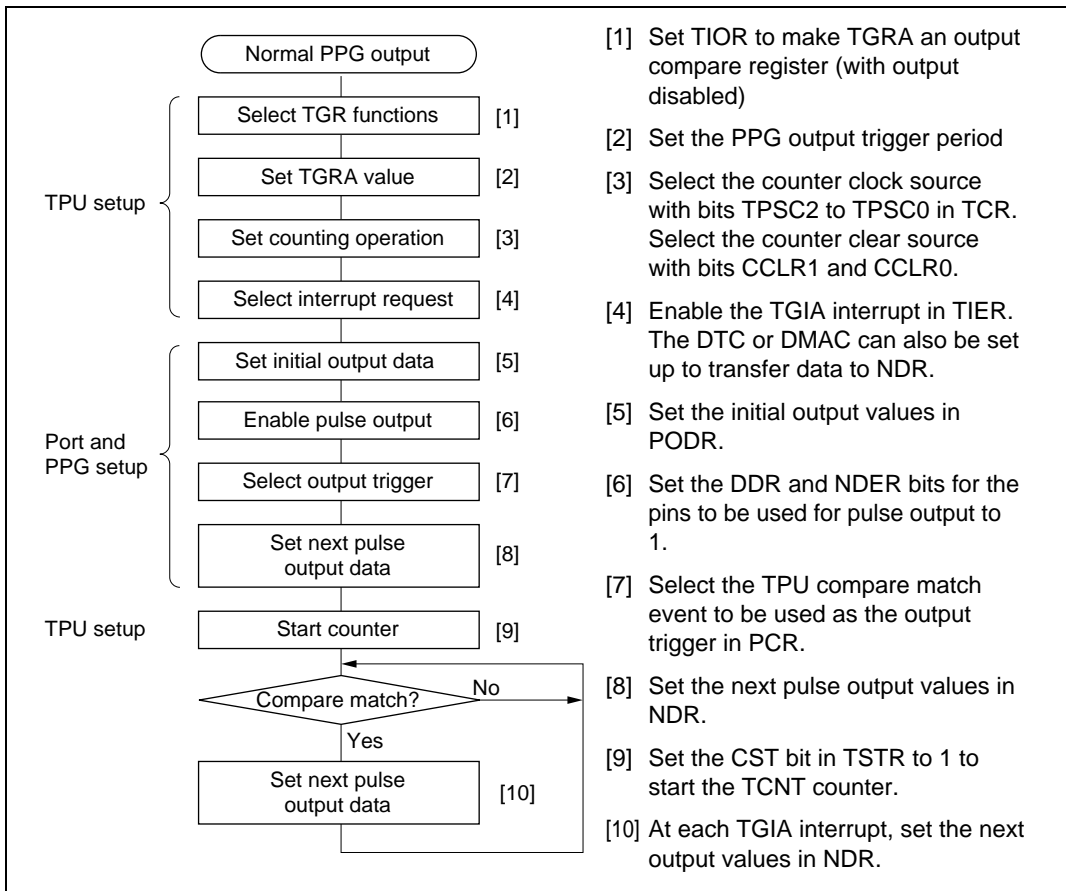 Normal PPG output
Select TGR functions [1]
Set TGRA value [2]
TPU setup
Set counting operation [3]
Select interrupt request [4]
Set initial output data [5]
Enable pulse output [6]
Port and
PPG setup
Select output trigger [7]
Set next pulse
output data [8]
TPU setup
Start counter [9]
Compare match?
No
Yes
Set next pulse
output data [10]
[1] Set TIOR to make TGRA an output
compare register (with output
disabled)
[2] Set the PPG output trigger period
[3] Select the counter clock source
with bits TPSC2 to TPSC0 in TCR.
Select the counter clear source
with bits CCLR1 and CCLR0.
[4] Enable the TGIA interrupt in TIER.
The DTC or DMAC can also be set
up to transfer data to NDR.
[5] Set the initial output values in
PODR.
[6] Set the DDR and NDER bits for the
pins to be used for pulse output to
1.
[7] Select the TPU compare match
event to be used as the output
trigger in PCR.
[8] Set the next pulse output values in
NDR.
[9] Set the CST bit in TSTR to 1 to
start the TCNT counter.
[10] At each TGIA interrupt, set the next
output values in NDR.